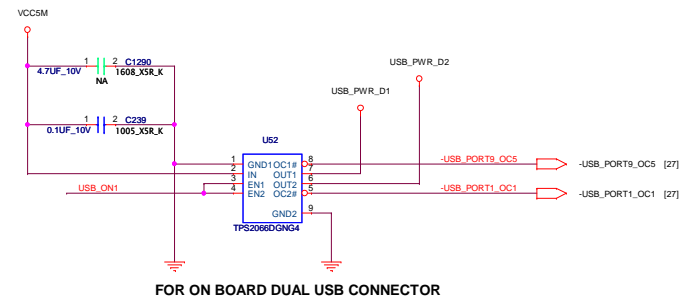 VCC5M
1 2 C1290
4.7UF_10V 1608_X5R_K
NA
USB_PWR_D2
USB_PWR_D1
1 2 C239
0.1UF_10V 1005_X5R_K
U52
1 GND1 OC1# 8 -USB_PORT9_OC5 -USB_PORT9_OC5 [27]
2 IN OUT1 7
3 EN1 OUT2 6
USB_ON1 4 EN2 OC2# 5 -USB_PORT1_OC1 -USB_PORT1_OC1 [27]
GND2 9
TPS2066DGNG4
FOR ON BOARD DUAL USB CONNECTOR